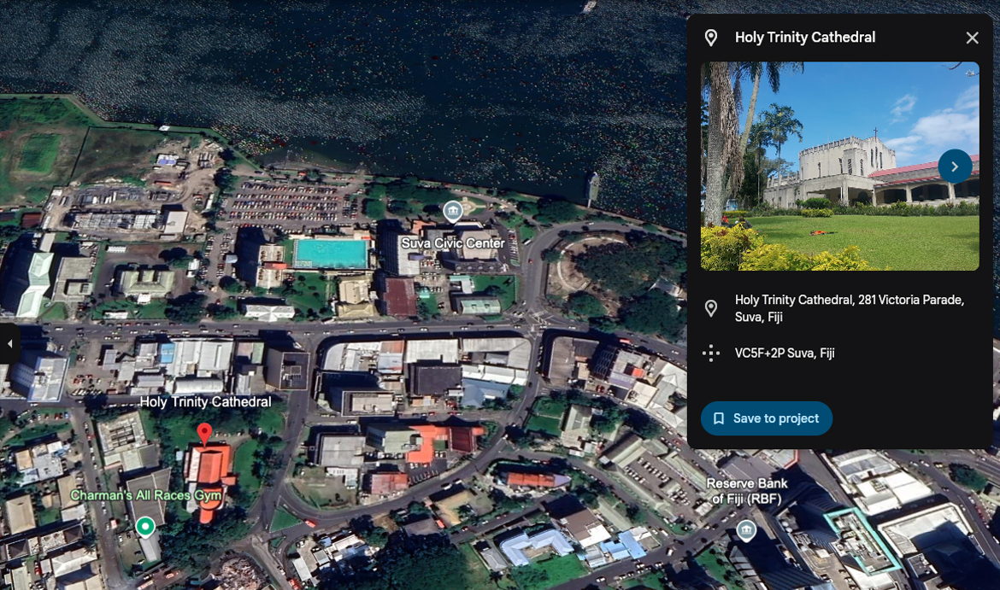 Holy Trinity Cathedral
Holy Trinity Cathedral, 281 Victoria Parade,
Suva, Fiji
VC5F+2P Suva, Fiji
Save to project
Suva Civic Center
Holy Trinity Cathedral
Charman's All Races Gym
Reserve Bank
of Fiji (RBF)